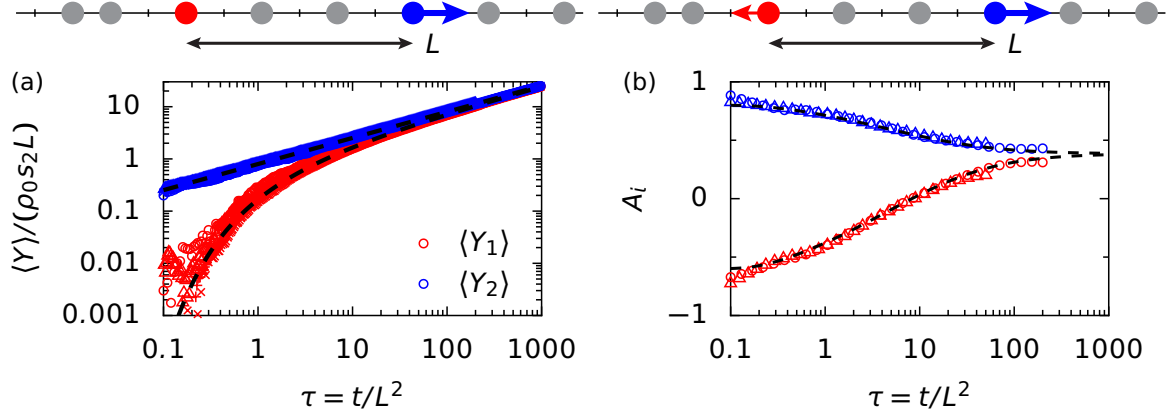 L
L
(a)
(b)
10
1
0.1
0.01
0.001
⟨Y⟩/(ρ₀s₂L)
⟨Y₁⟩
⟨Y₂⟩
0.1 1 10 100 1000
τ = t/L²
1
0
−1
Aᵢ
0.1 1 10 100 1000
τ = t/L²